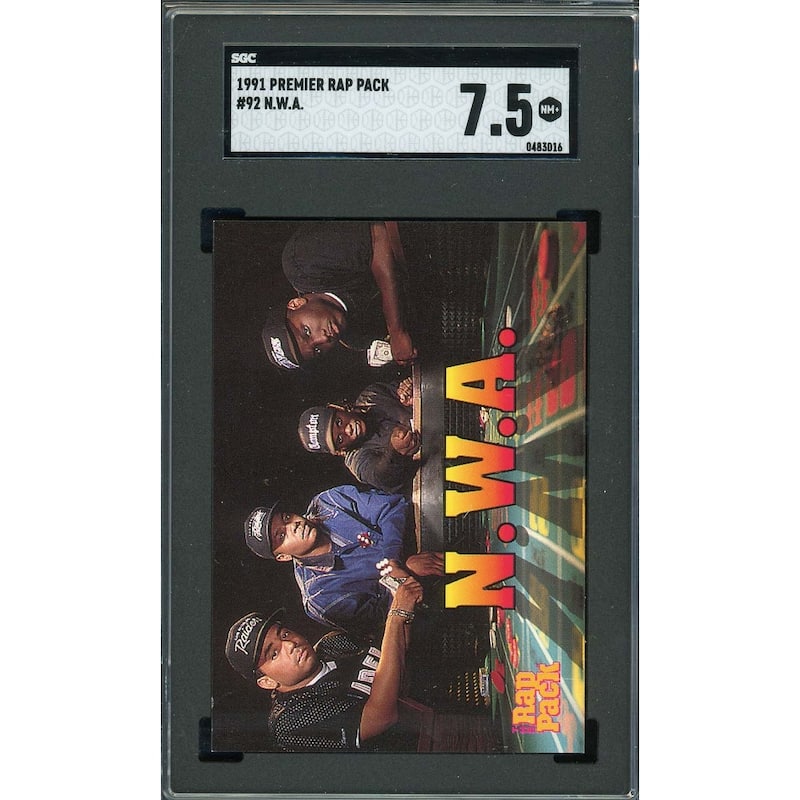 SGC
1991 PREMIER RAP PACK
#92 N.W.A.
7.5
NM+
0483016
Compton
Raiders
N.W.A.
Rap
Pack